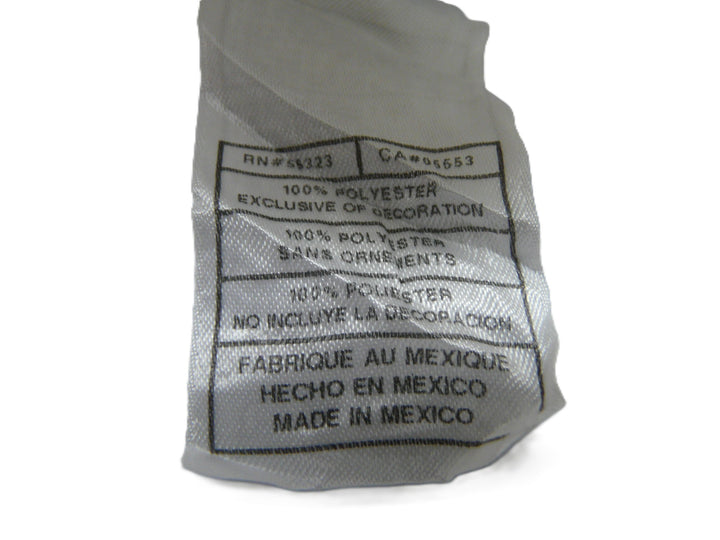 RN#55323 CA#05553
100% POLYESTER
EXCLUSIVE OF DECORATION
100% POLYESTER
SANS ORNEMENTS
100% POLIESTER
NO INCLUYE LA DECORACION
FABRIQUE AU MEXIQUE
HECHO EN MEXICO
MADE IN MEXICO